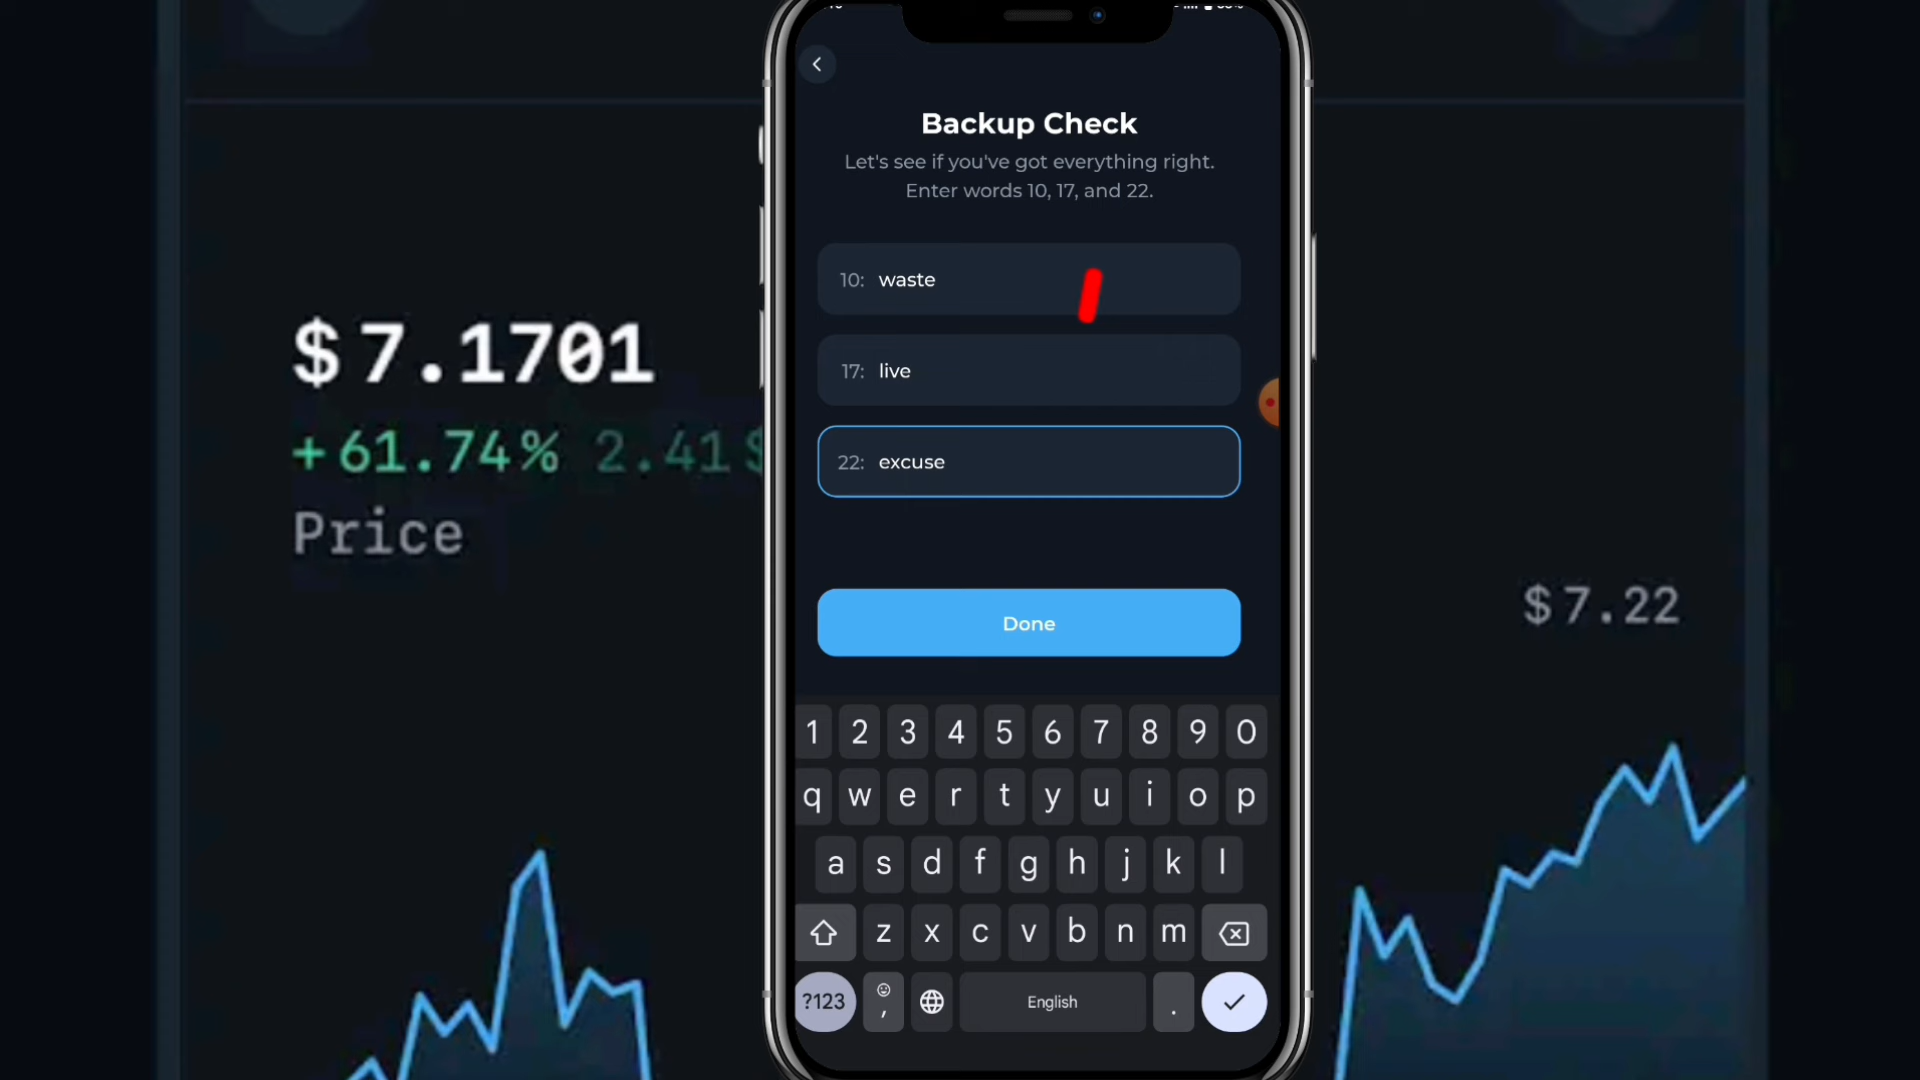 Backup Check
Let's see if you've got everything right.
Enter words 10, 17, and 22.
10: waste
17: live
22: excuse
Done
$7.1701
+61.74% 2.41$
Price
$7.22
1 2 3 4 5 6 7 8 9 0
q w e r t y u i o p
a s d f g h j k l
z x c v b n m
?123 , English .